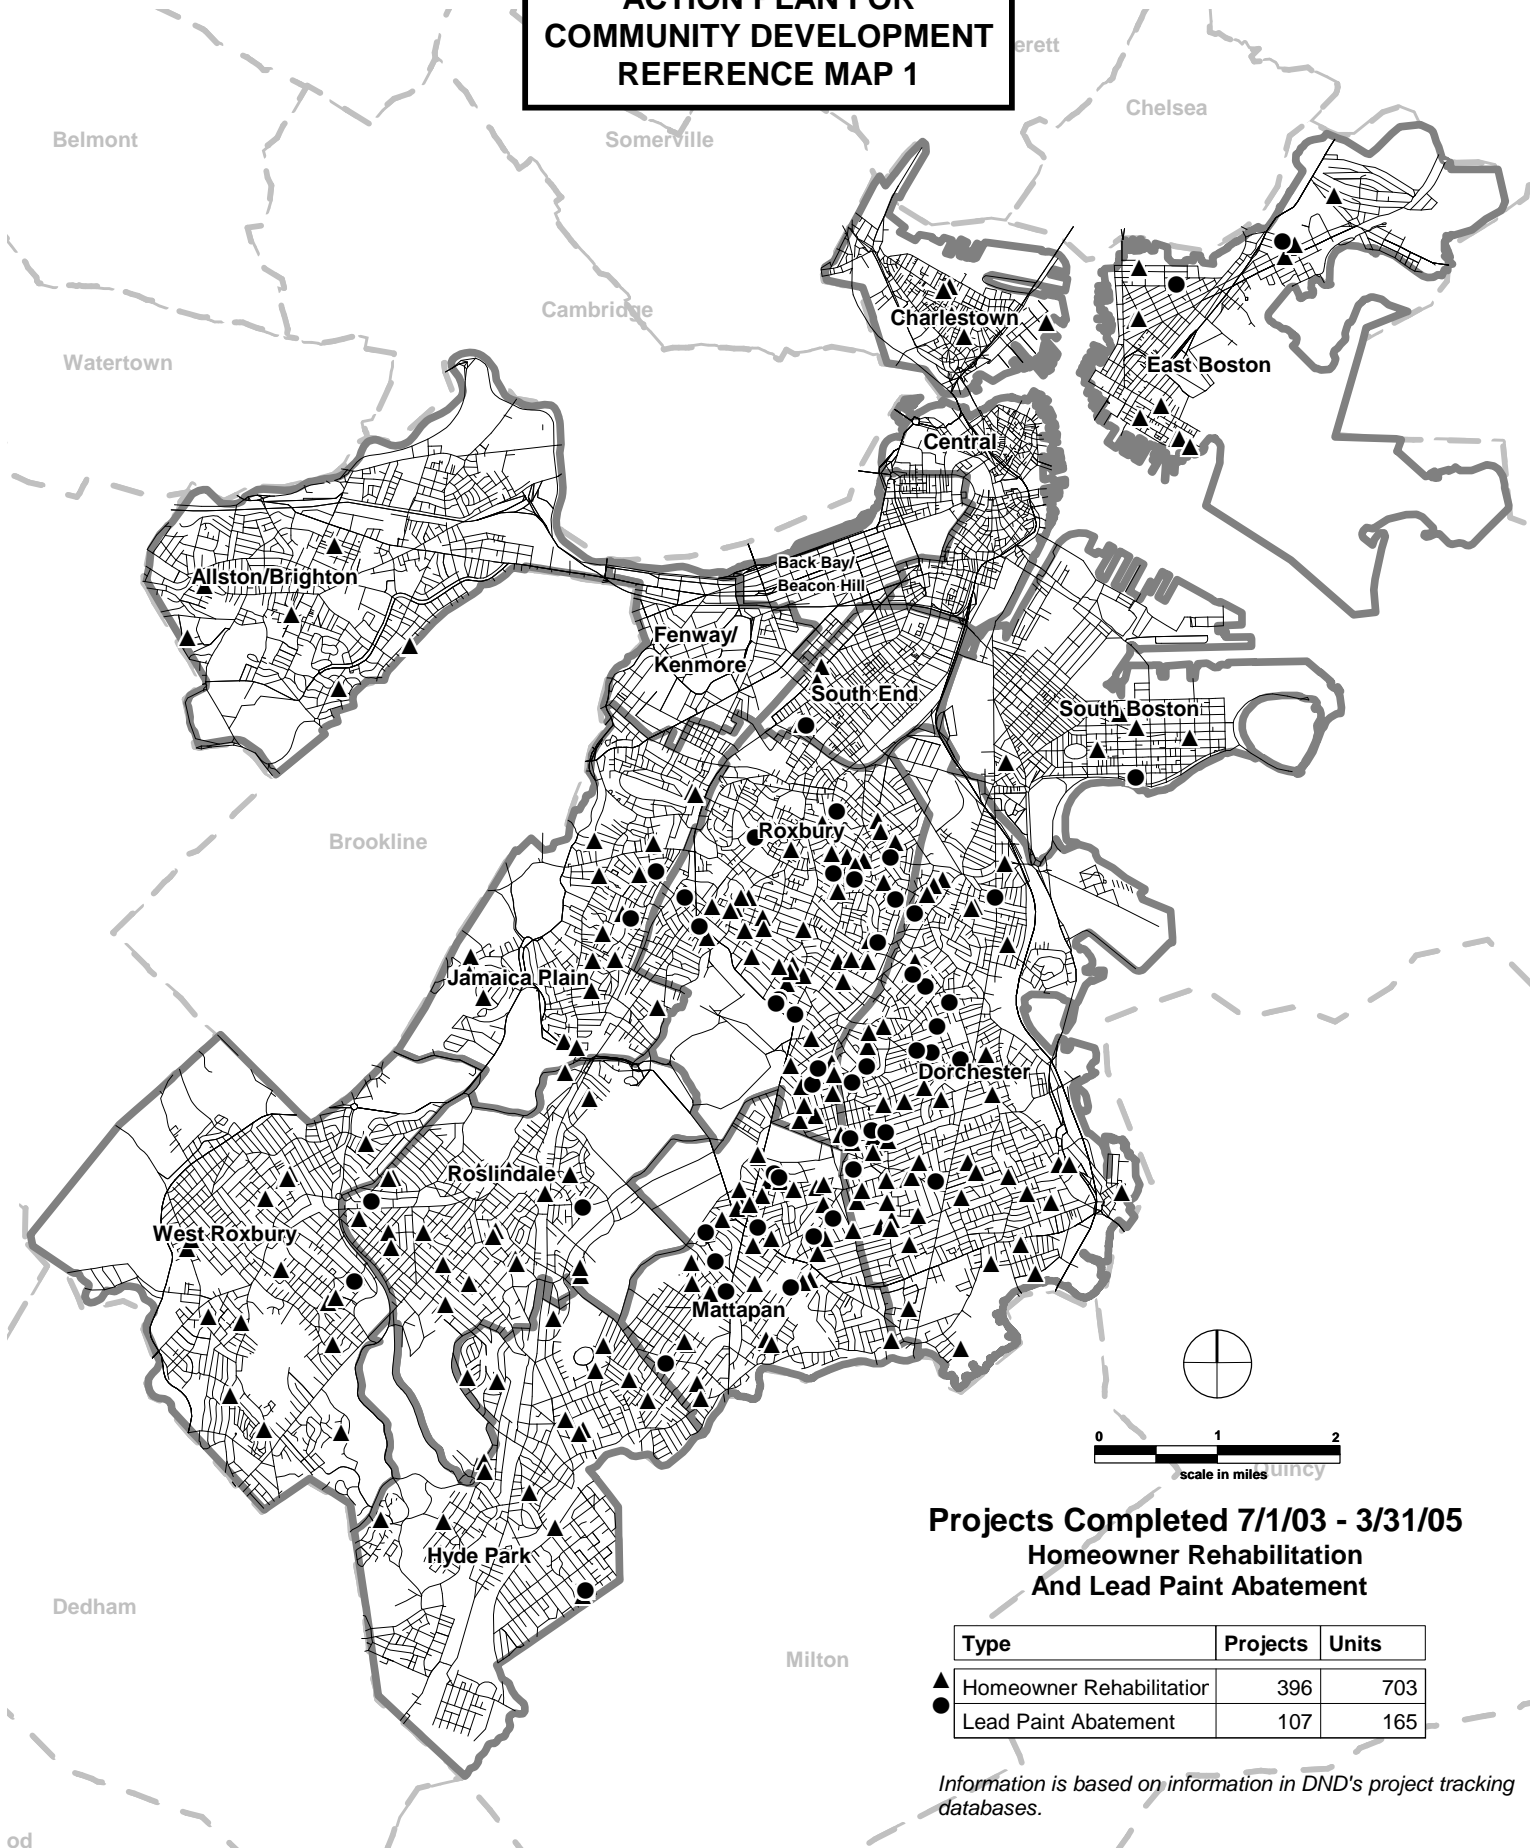 ACTION PLAN FOR
COMMUNITY DEVELOPMENT
REFERENCE MAP 1
erett
Chelsea
Belmont
Somerville
Cambridge
Charlestown
Watertown
East Boston
Central
Back Bay/
Beacon Hill
Allston/Brighton
Fenway/
Kenmore
South End
South Boston
Brookline
Roxbury
Jamaica Plain
Dorchester
Roslindale
West Roxbury
Mattapan
0 1 2
scale in miles
Quincy
Projects Completed 7/1/03 - 3/31/05
Homeowner Rehabilitation
And Lead Paint Abatement
Hyde Park
Dedham
Milton
Type Projects Units
Homeowner Rehabilitation 396 703
Lead Paint Abatement 107 165
Information is based on information in DND's project tracking
databases.
od